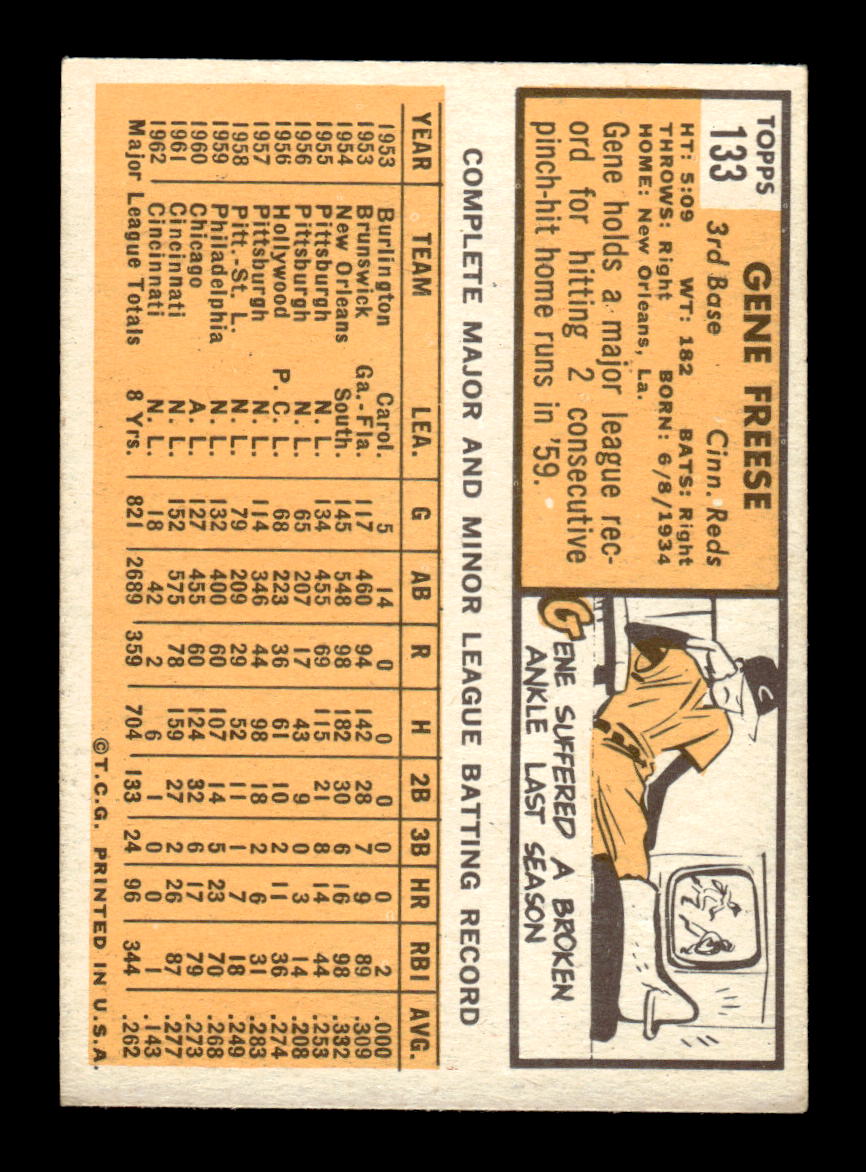 TOPPS
133
GENE FREESE
3rd Base Cinn. Reds
HT: 5:09 WT: 182 BATS: Right
THROWS: Right BORN: 6/8/1934
HOME: New Orleans, La.
Gene holds a major league rec-
ord for hitting 2 consecutive
pinch-hit home runs in '59.
C
GENE SUFFERED A BROKEN
ANKLE LAST SEASON
COMPLETE MAJOR AND MINOR LEAGUE BATTING RECORD
YEAR TEAM LEA. G AB R H 2B 3B HR RBI AVG.
1953 Burlington Carol. 5 14 0 0 0 0 0 2 .000
1953 Brunswick Ga.-Fla. 117 460 94 142 28 7 9 89 .309
1954 New Orleans South. 145 548 98 182 30 6 16 98 .332
1955 Pittsburgh N. L. 134 455 69 115 21 8 14 44 .253
1956 Pittsburgh N. L. 65 207 17 43 9 0 3 14 .208
1956 Hollywood P. C. L. 68 223 36 61 10 2 11 36 .274
1957 Pittsburgh N. L. 114 346 44 98 18 2 6 31 .283
1958 Pitt.-St. L. N. L. 79 209 29 52 11 1 7 18 .249
1959 Philadelphia N. L. 132 400 60 107 14 5 23 70 .268
1960 Chicago A. L. 127 455 60 124 32 6 17 79 .273
1961 Cincinnati N. L. 152 575 78 159 27 2 26 87 .277
1962 Cincinnati N. L. 18 42 2 6 1 0 0 1 .143
Major League Totals 8 Yrs. 821 2689 359 704 133 24 96 344 .262
©T.C.G. PRINTED IN U.S.A.